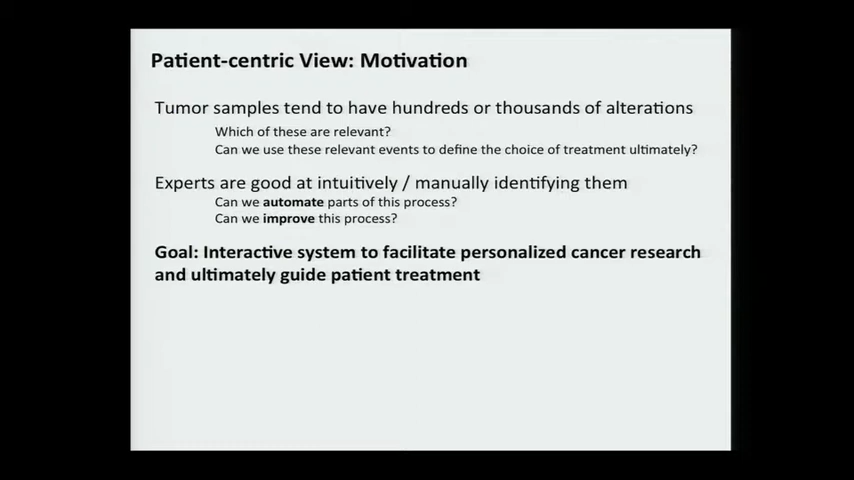 Patient-centric View: Motivation
Tumor samples tend to have hundreds or thousands of alterations
Which of these are relevant?
Can we use these relevant events to define the choice of treatment ultimately?
Experts are good at intuitively / manually identifying them
Can we automate parts of this process?
Can we improve this process?
Goal: Interactive system to facilitate personalized cancer research
and ultimately guide patient treatment